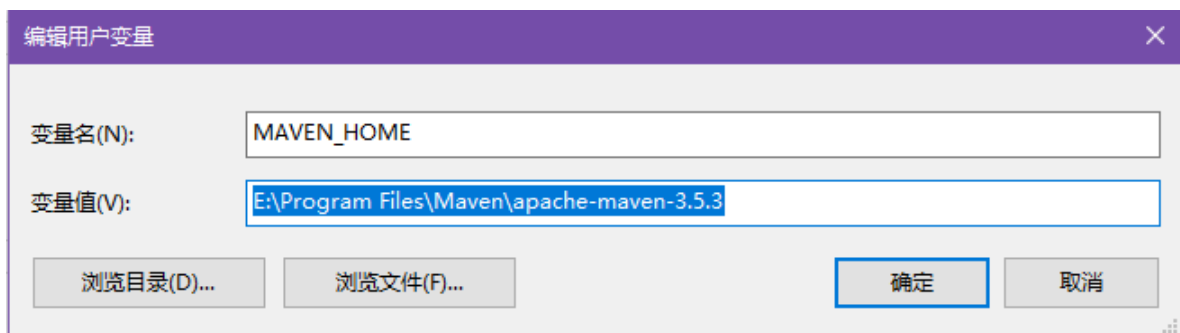 编辑用户变量
变量名(N): MAVEN_HOME
变量值(V): E:\Program Files\Maven\apache-maven-3.5.3
浏览目录(D)... 浏览文件(F)... 确定 取消